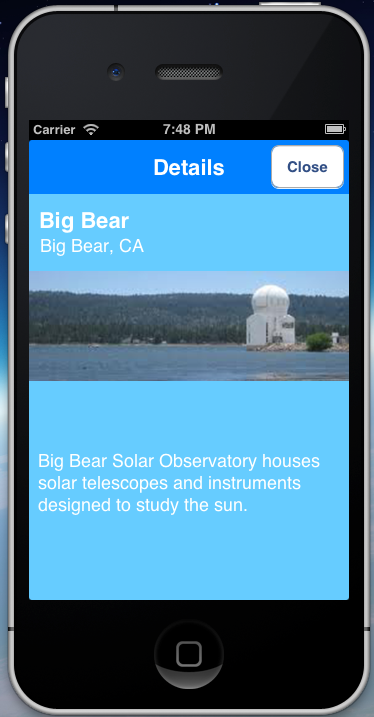 Carrier 7:48 PM
Details Close
Big Bear
Big Bear, CA
Big Bear Solar Observatory houses
solar telescopes and instruments
designed to study the sun.